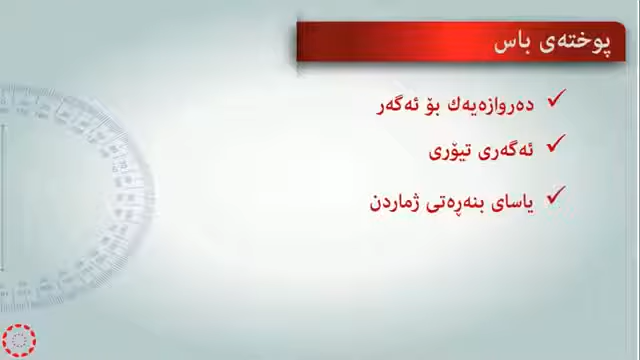 پوختەی باس
دەروازەیەك بۆ ئەگەر
ئەگەری تیۆری
یاسای بنەڕەتی ژماردن